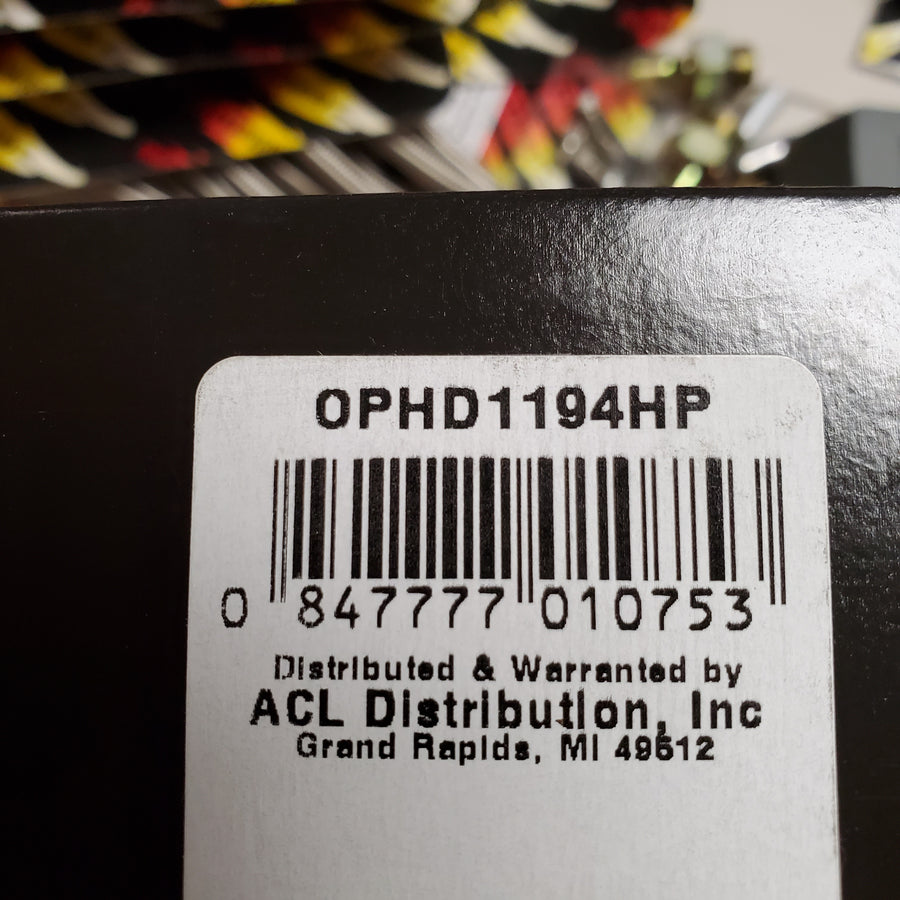 OPHD1194HP
0 847777 010753
Distributed & Warranted by
ACL Distribution, Inc
Grand Rapids, MI 49512